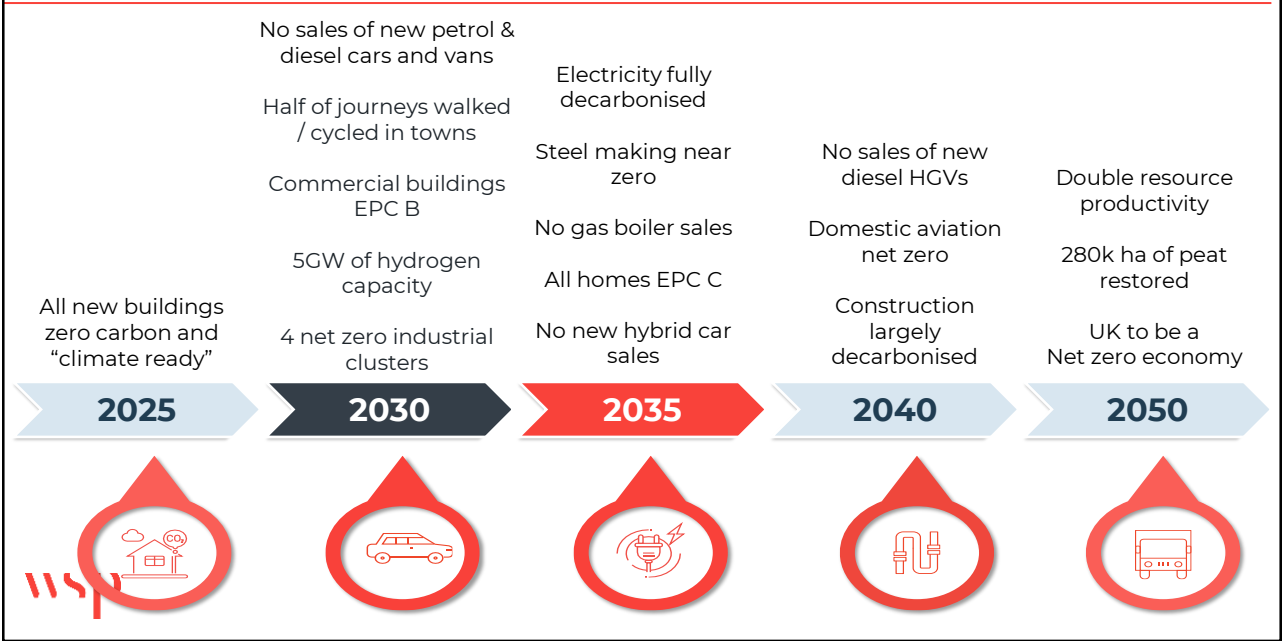 No sales of new petrol &
diesel cars and vans
Half of journeys walked
/ cycled in towns
Commercial buildings
EPC B
5GW of hydrogen
capacity
4 net zero industrial
clusters
Electricity fully
decarbonised
Steel making near
zero
No gas boiler sales
All homes EPC C
No new hybrid car
sales
No sales of new
diesel HGVs
Domestic aviation
net zero
Construction
largely
decarbonised
Double resource
productivity
280k ha of peat
restored
UK to be a
Net zero economy
All new buildings
zero carbon and
“climate ready”
2025
2030
2035
2040
2050
CO₂
wsp